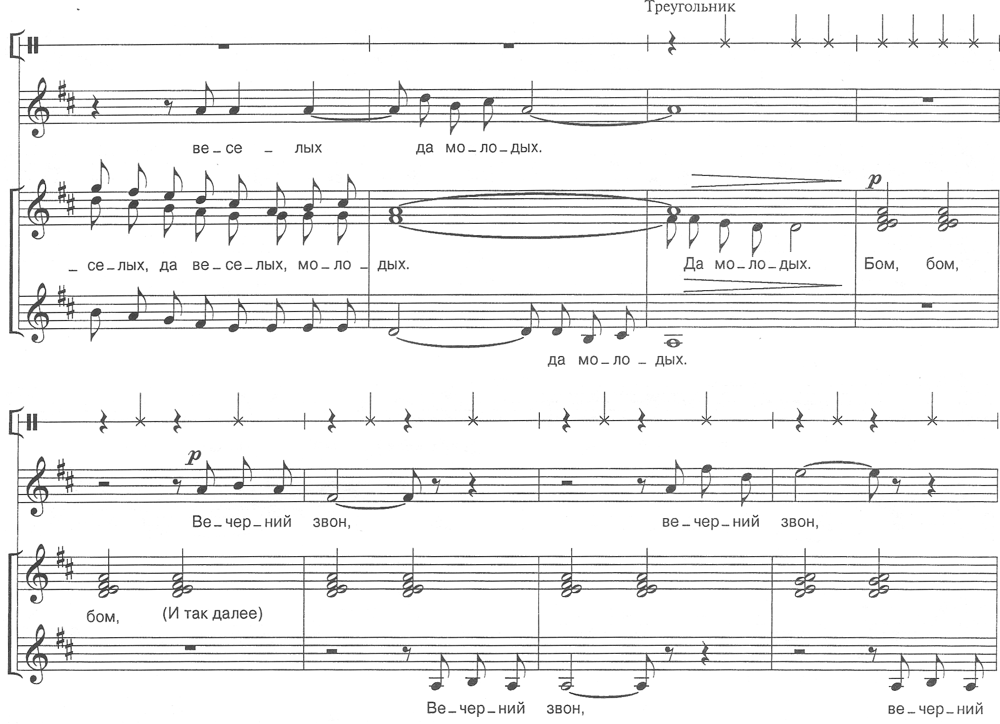 Треугольник
ве – се – лых да мо – ло – дых.
p
– се – лых, да ве – се – лых, мо – ло – дых. Да мо – ло – дых. Бом, бом,
да мо – ло – дых.
p
Ве – чер – ний звон, ве – чер – ний звон,
бом, (И так далее)
Ве – чер – ний звон, ве – чер – ний